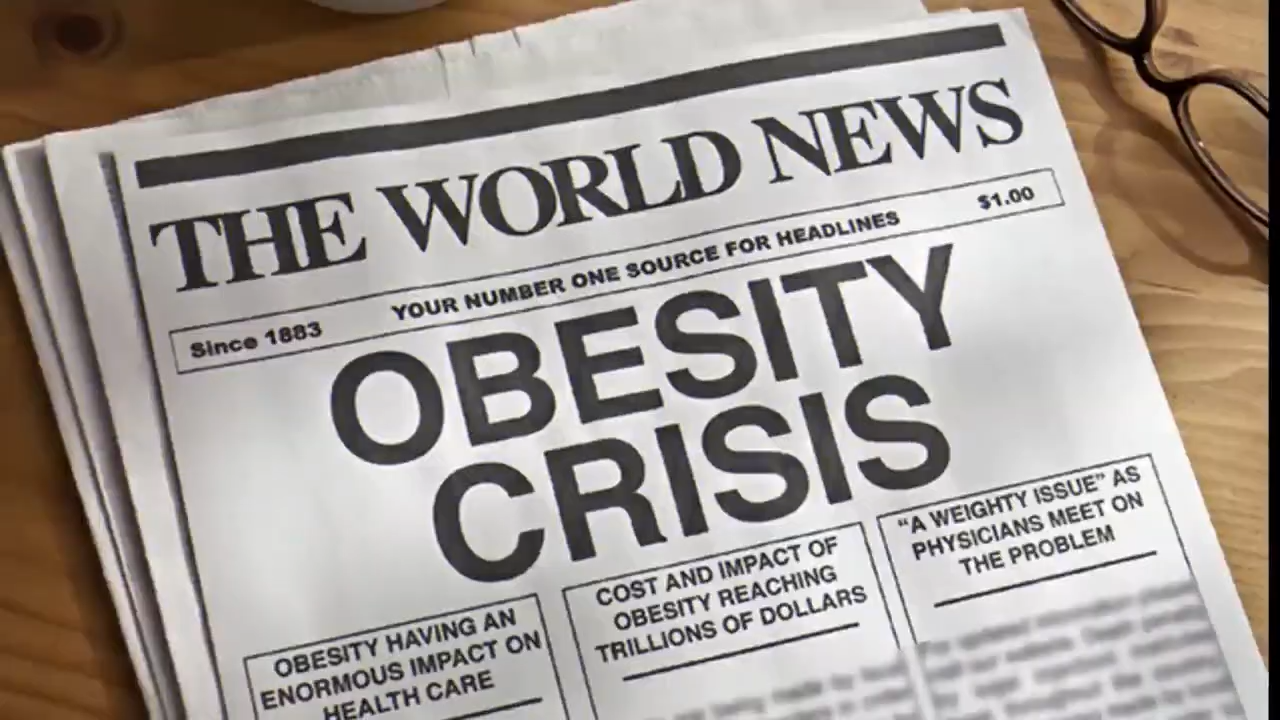 THE WORLD NEWS
Since 1883 YOUR NUMBER ONE SOURCE FOR HEADLINES $1.00
OBESITY
CRISIS
OBESITY HAVING AN
ENORMOUS IMPACT ON
HEALTH CARE
COST AND IMPACT OF
OBESITY REACHING
TRILLIONS OF DOLLARS
“A WEIGHTY ISSUE” AS
PHYSICIANS MEET ON
THE PROBLEM